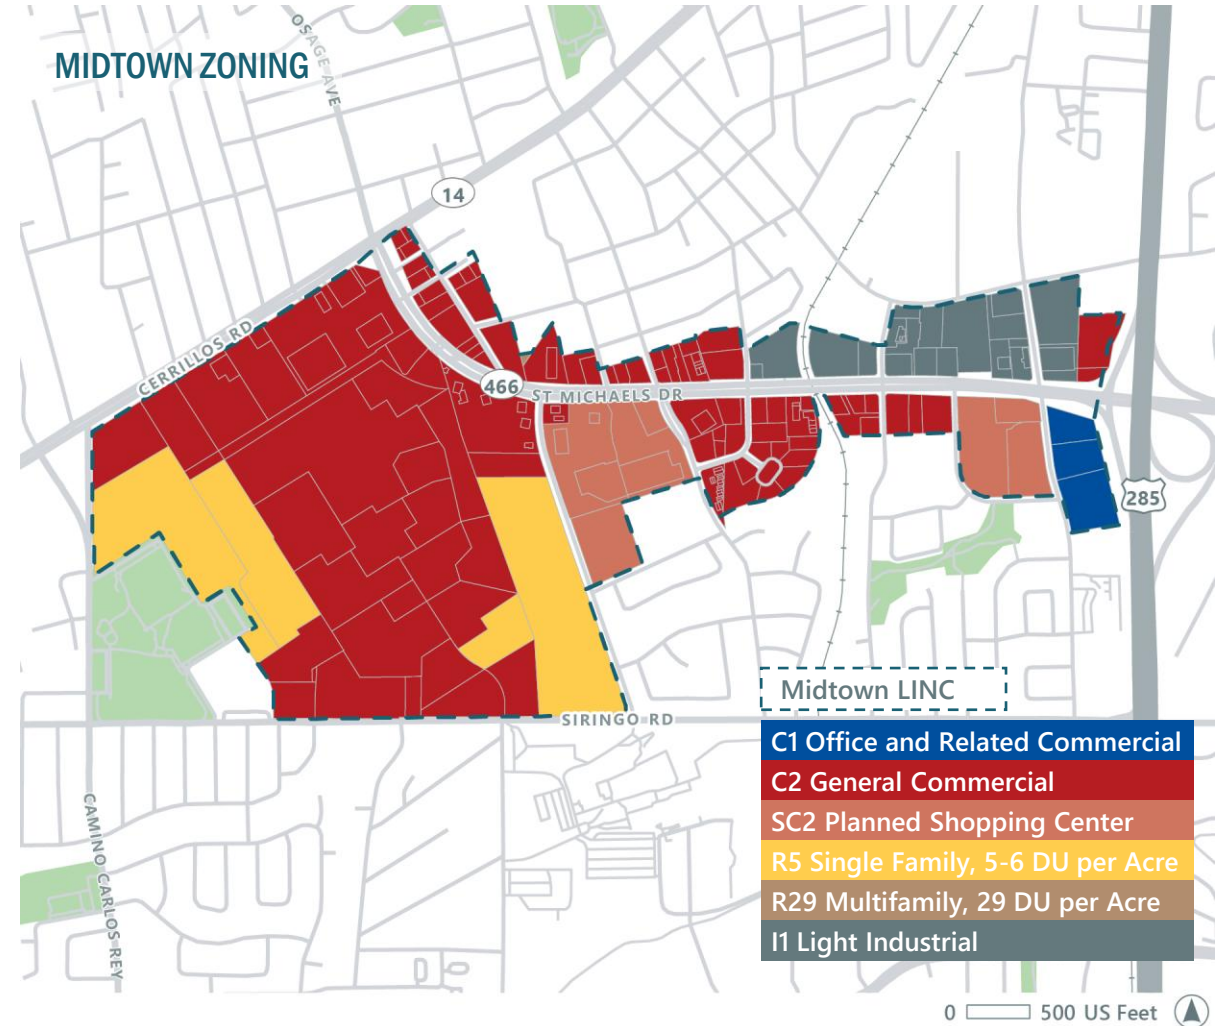 MIDTOWN ZONING
OSAGE AVE
14
CERRILLOS RD
466
ST MICHAELS DR
285
SIRINGO RD
CAMINO CARLOS REY
Midtown LINC
C1 Office and Related Commercial
C2 General Commercial
SC2 Planned Shopping Center
R5 Single Family, 5-6 DU per Acre
R29 Multifamily, 29 DU per Acre
I1 Light Industrial
0 500 US Feet